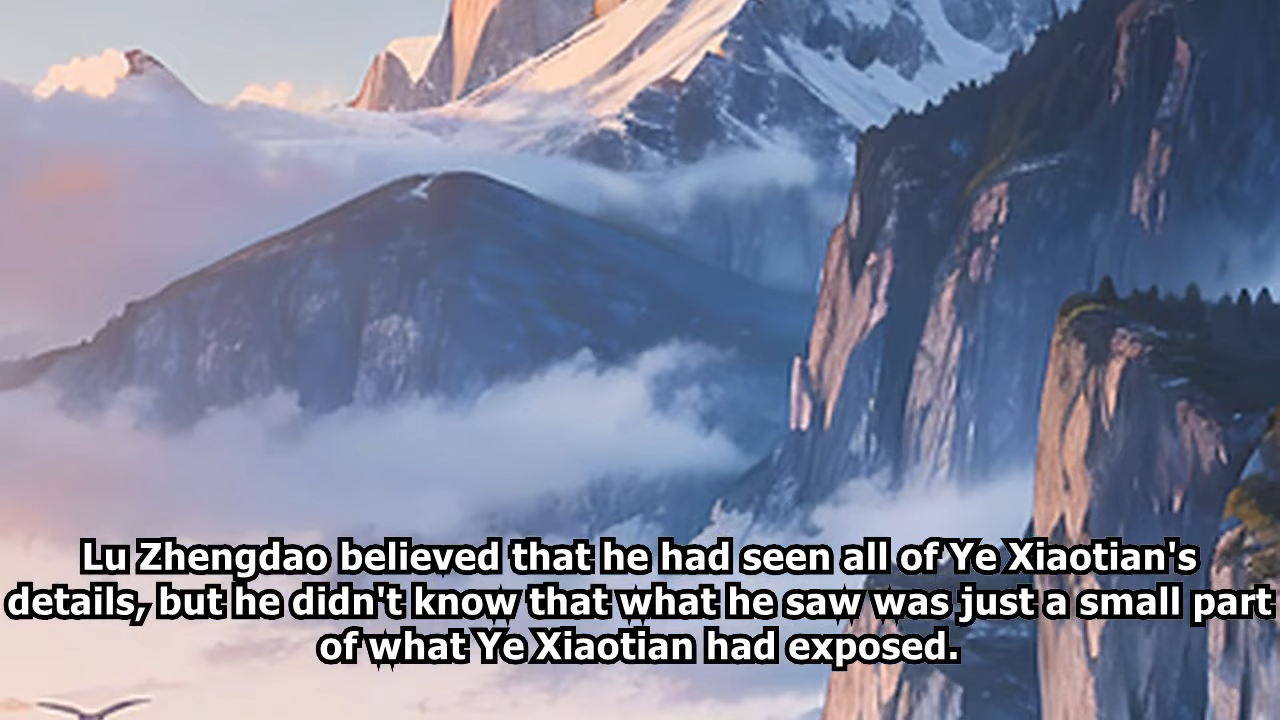 Lu Zhengdao believed that he had seen all of Ye Xiaotian's
details, but he didn't know that what he saw was just a small part
of what Ye Xiaotian had exposed.